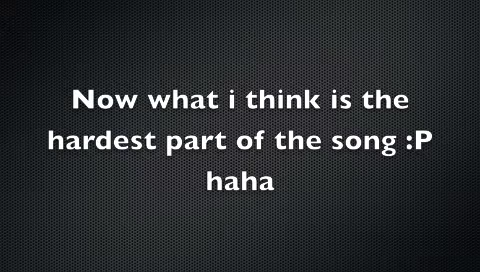 Now what i think is the
hardest part of the song :P
haha